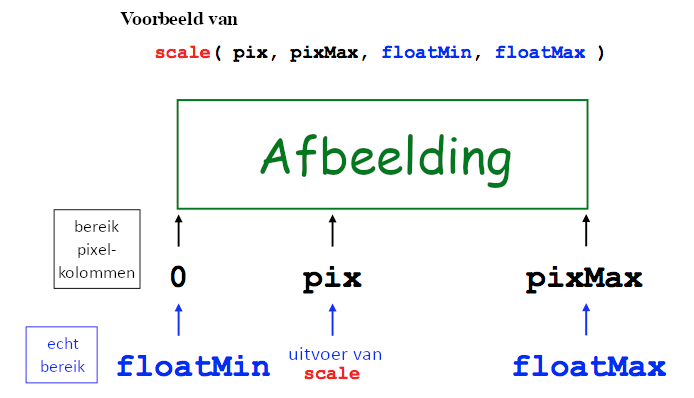 Voorbeeld van
scale( pix, pixMax, floatMin, floatMax )
Afbeelding
bereik
pixel-
kolommen
0 pix pixMax
echt
bereik
floatMin
uitvoer van
scale
floatMax